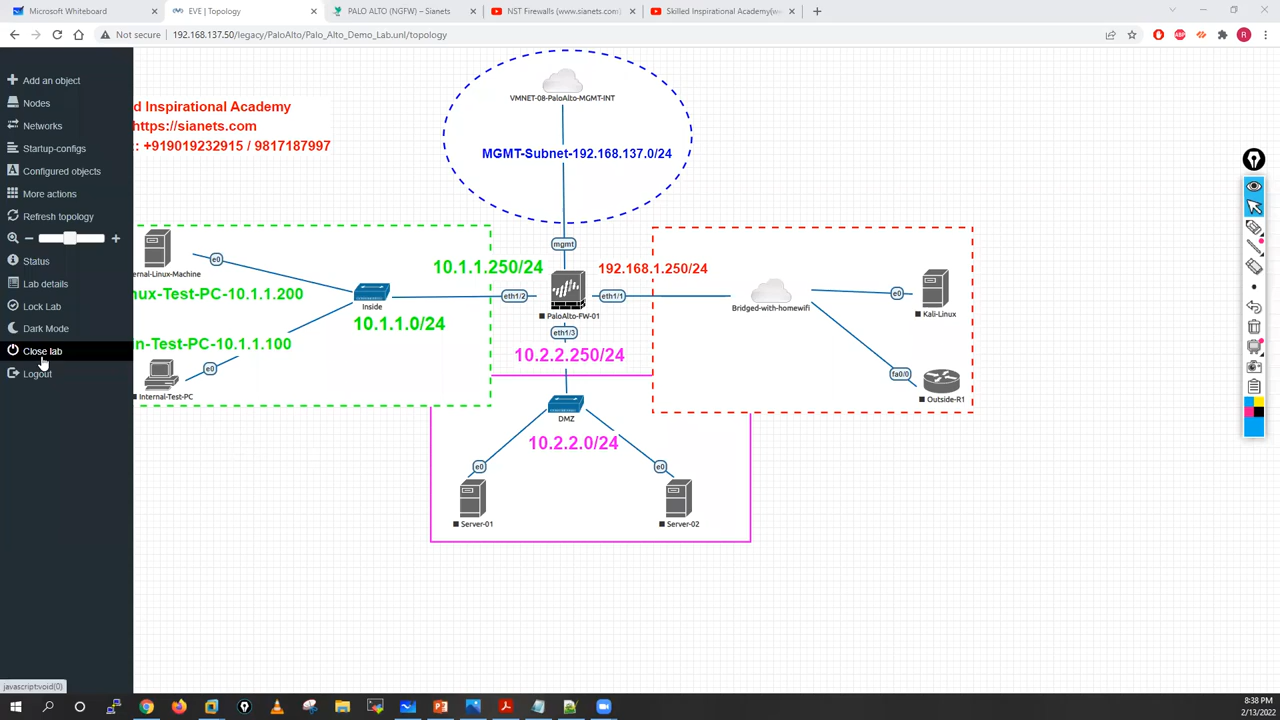 Microsoft Whiteboard
EVE | Topology
PALO ALTO (NGFW) – Sianets
NST Firewalls (www.sianets.com)
Skilled Inspirational Academy(w
Not secure
192.168.137.50/legacy/PaloAlto/Palo_Alto_Demo_Lab.unl/topology
ABP
R
Add an object
Nodes
Networks
Startup-configs
Configured objects
More actions
Refresh topology
Status
Lab details
Lock Lab
Dark Mode
Close lab
Logout
javascript:void(0)
d Inspirational Academy
https://sianets.com
: +919019232915 / 9817187997
VMNET-08-PaloAlto-MGMT-INT
MGMT-Subnet-192.168.137.0/24
mgmt
10.1.1.250/24
192.168.1.250/24
ernal-Linux-Machine
e0
nux-Test-PC-10.1.1.200
Inside
10.1.1.0/24
eth1/2
eth1/1
PaloAlto-FW-01
eth1/3
10.2.2.250/24
Bridged-with-homewifi
e0
Kali-Linux
n-Test-PC-10.1.1.100
e0
Internal-Test-PC
fa0/0
Outside-R1
DMZ
10.2.2.0/24
e0
e0
Server-01
Server-02
8:38 PM
2/13/2022